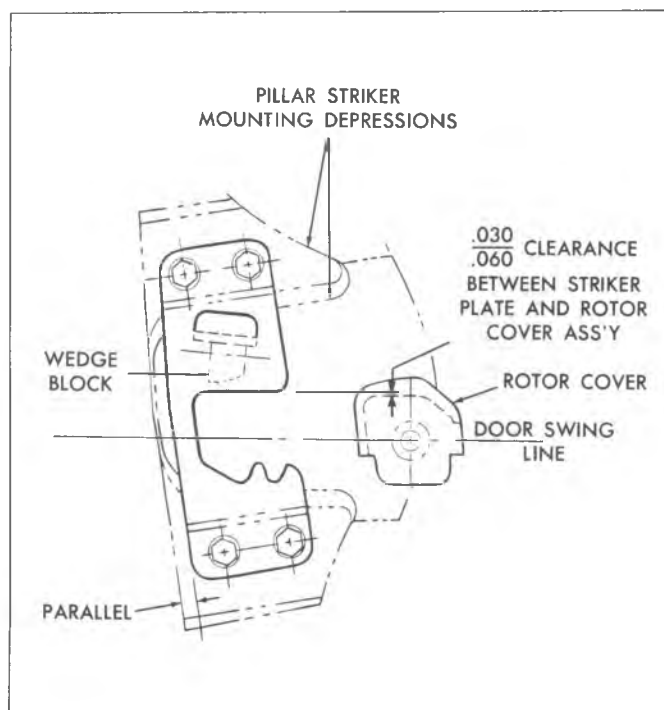 PILLAR STRIKER
MOUNTING DEPRESSIONS
.030
.060 CLEARANCE
BETWEEN STRIKER
PLATE AND ROTOR
COVER ASS'Y
WEDGE
BLOCK
ROTOR COVER
DOOR SWING
LINE
PARALLEL